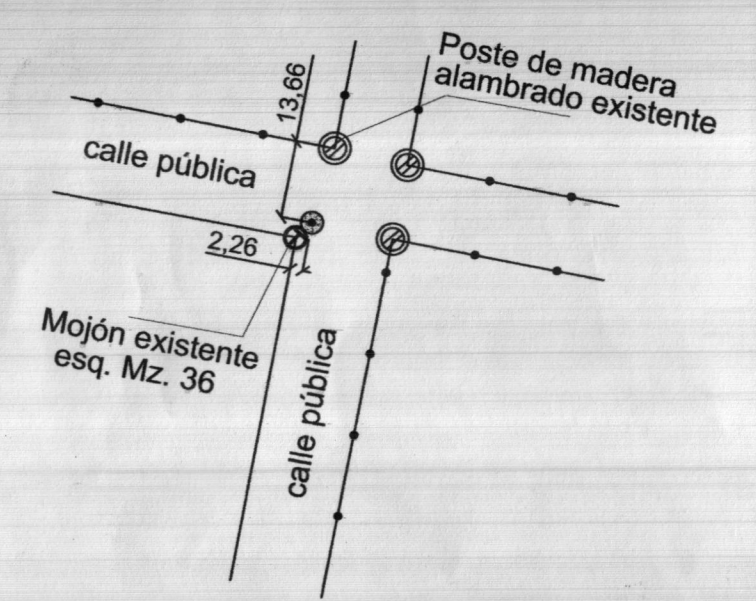 Poste de madera
alambrado existente
13,66
calle pública
2,26
Mojón existente
esq. Mz. 36
calle pública